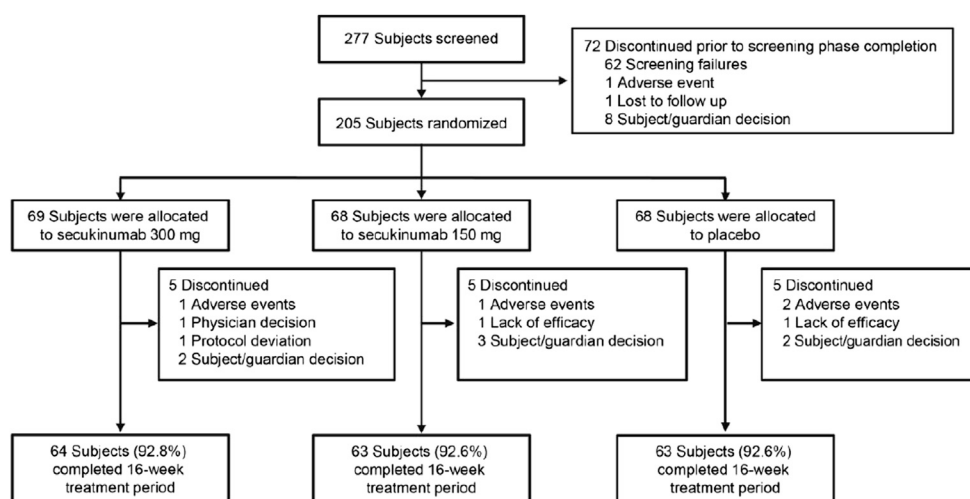 277 Subjects screened
72 Discontinued prior to screening phase completion
62 Screening failures
1 Adverse event
1 Lost to follow up
8 Subject/guardian decision
205 Subjects randomized
69 Subjects were allocated
to secukinumab 300 mg
68 Subjects were allocated
to secukinumab 150 mg
68 Subjects were allocated
to placebo
5 Discontinued
1 Adverse events
1 Physician decision
1 Protocol deviation
2 Subject/guardian decision
5 Discontinued
1 Adverse events
1 Lack of efficacy
3 Subject/guardian decision
5 Discontinued
2 Adverse events
1 Lack of efficacy
2 Subject/guardian decision
64 Subjects (92.8%)
completed 16-week
treatment period
63 Subjects (92.6%)
completed 16-week
treatment period
63 Subjects (92.6%)
completed 16-week
treatment period